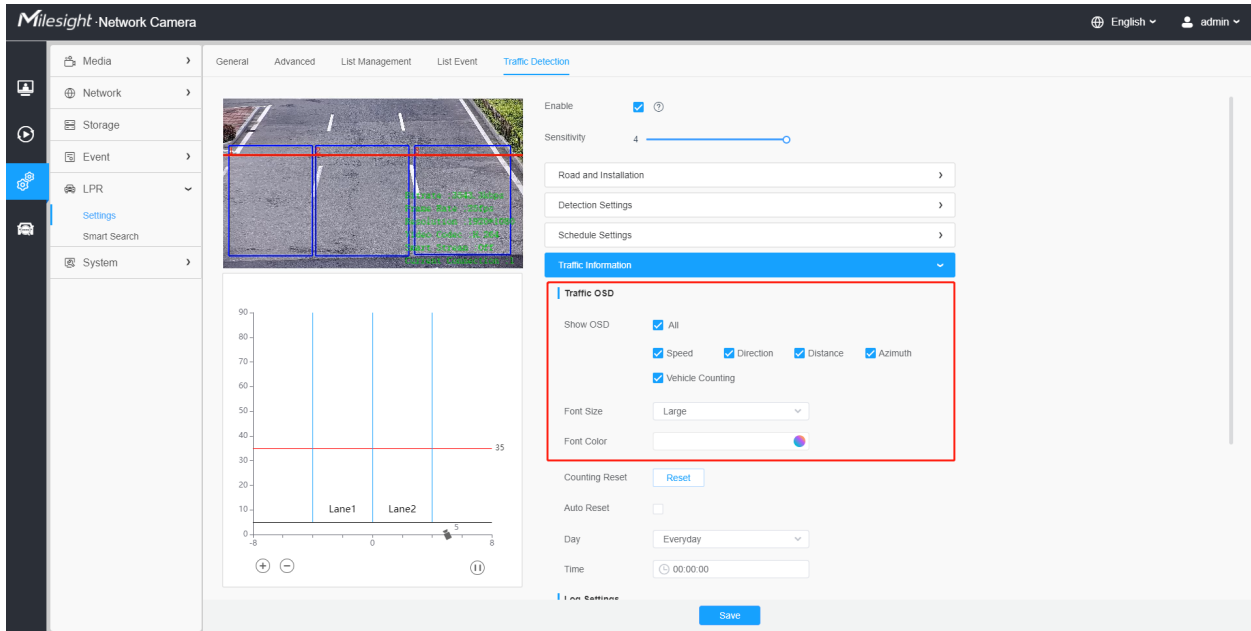 Milesight ·Network Camera
English
admin
Media
Network
Storage
Event
LPR
Settings
Smart Search
System
General Advanced List Management List Event Traffic Detection
Enable
Sensitivity 4
Road and Installation
Detection Settings
Schedule Settings
Traffic Information
Traffic OSD
Show OSD All
Speed Direction Distance Azimuth
Vehicle Counting
Font Size Large
Font Color
Counting Reset Reset
Auto Reset
Day Everyday
Time 00:00:00
Log Settings
90
80
70
60
50
40
35
30
20
10 Lane1 Lane2
5
0
-8 0 8
Save